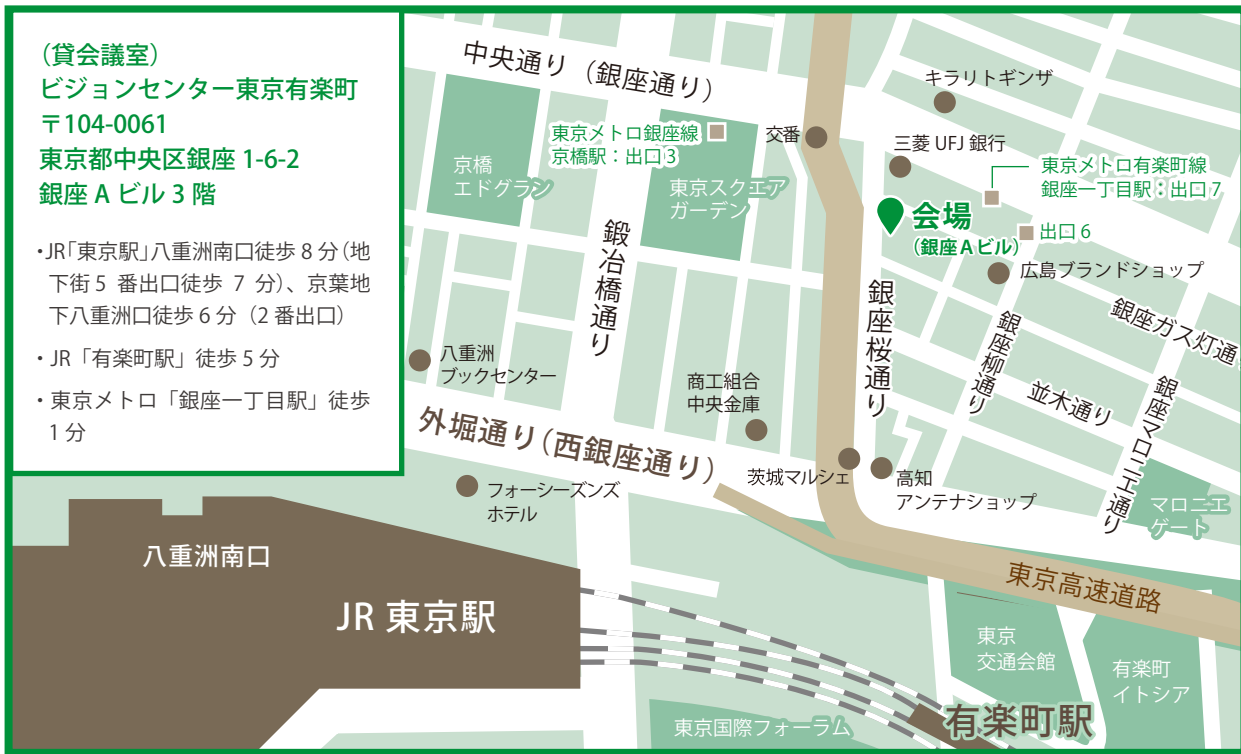 (貸会議室)
ビジョンセンター東京有楽町
〒104-0061
東京都中央区銀座 1-6-2
銀座 A ビル 3 階
・JR「東京駅」八重洲南口徒歩 8 分(地
下街 5 番出口徒歩 7 分)、京葉地
下八重洲口徒歩 6 分（2 番出口）
・JR「有楽町駅」徒歩 5 分
・東京メトロ「銀座一丁目駅」徒歩
1 分
中央通り（銀座通り）
キラリトギンザ
東京メトロ銀座線
京橋駅：出口 3
交番
三菱 UFJ 銀行
京橋
エドグラン
東京スクエア
ガーデン
東京メトロ有楽町線
銀座一丁目駅：出口 7
会場
(銀座 A ビル)
出口 6
広島ブランドショップ
鍛冶橋通り
銀座桜通り
銀座柳通り
銀座ガス灯通
並木通り
銀座マロニエ通り
八重洲
ブックセンター
商工組合
中央金庫
外堀通り（西銀座通り）
茨城マルシェ
高知
アンテナショップ
マロニエ
ゲート
フォーシーズンズ
ホテル
八重洲南口
JR 東京駅
東京高速道路
東京
交通会館
有楽町
イトシア
有楽町駅
東京国際フォーラム